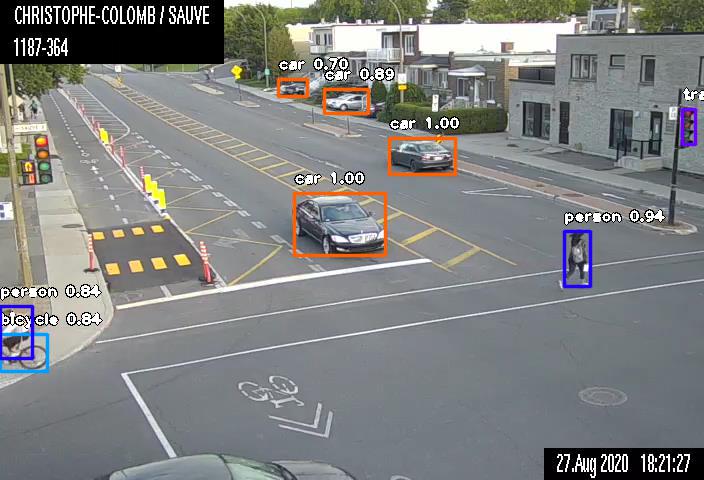 CHRISTOPHE-COLOMB / SAUVE
1187-364
car 0.70
car 0.89
tra
car 1.00
car 1.00
person 0.94
person 0.84
bicycle 0.84
27.Aug 2020 18:21:27